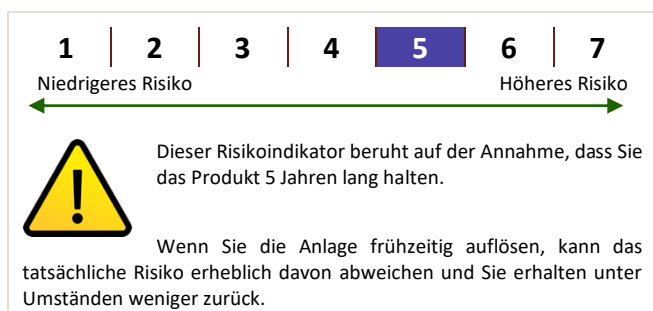 1 2 3 4 5 6 7
Niedrigeres Risiko Höheres Risiko
Dieser Risikoindikator beruht auf der Annahme, dass Sie
das Produkt 5 Jahren lang halten.
Wenn Sie die Anlage frühzeitig auflösen, kann das
tatsächliche Risiko erheblich davon abweichen und Sie erhalten unter
Umständen weniger zurück.